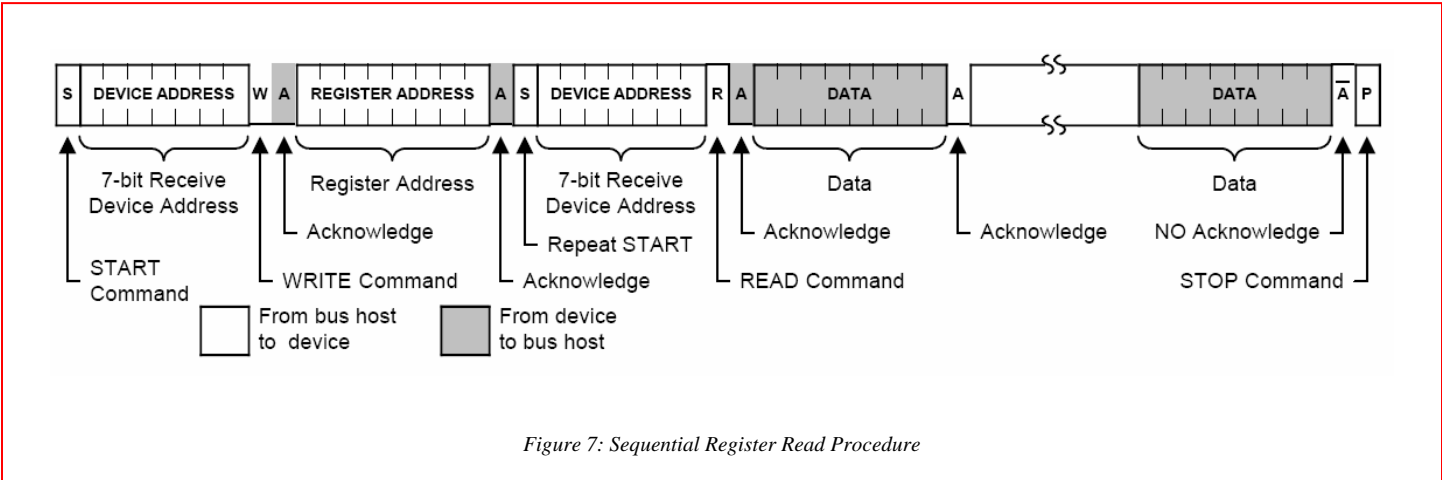 S DEVICE ADDRESS W A REGISTER ADDRESS A S DEVICE ADDRESS R A DATA A DATA A̅ P
7-bit Receive
Device Address
Register Address
7-bit Receive
Device Address
Data
Data
Acknowledge
Repeat START
Acknowledge
Acknowledge
NO Acknowledge
START
Command
WRITE Command
Acknowledge
READ Command
STOP Command
From bus host
to device
From device
to bus host
Figure 7: Sequential Register Read Procedure